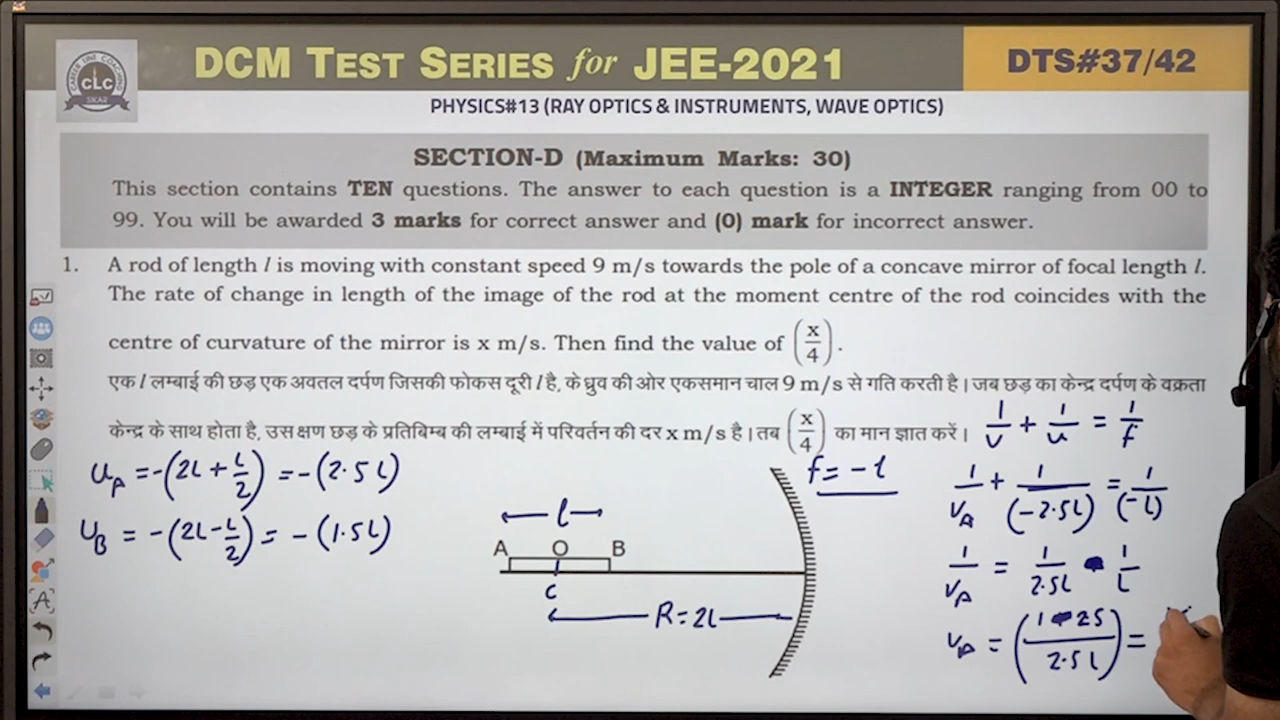 DCM TEST SERIES for JEE-2021
DTS#37/42
CAREER LINE COACHING
CLC
SIKAR
PHYSICS#13 (RAY OPTICS & INSTRUMENTS, WAVE OPTICS)
SECTION-D (Maximum Marks: 30)
This section contains TEN questions. The answer to each question is a INTEGER ranging from 00 to
99. You will be awarded 3 marks for correct answer and (0) mark for incorrect answer.
1. A rod of length l is moving with constant speed 9 m/s towards the pole of a concave mirror of focal length l.
The rate of change in length of the image of the rod at the moment centre of the rod coincides with the
centre of curvature of the mirror is x m/s. Then find the value of (x/4).
एक l लम्बाई की छड़ एक अवतल दर्पण जिसकी फोकस दूरी l है, के ध्रुव की ओर एकसमान चाल 9 m/s से गति करती है। जब छड़ का केन्द्र दर्पण के वक्रता
केन्द्र के साथ होता है, उस क्षण छड़ के प्रतिबिम्ब की लम्बाई में परिवर्तन की दर x m/s है। तब (x/4) का मान ज्ञात करें।
1/v + 1/u = 1/f
u_A = -(2l + l/2) = -(2.5l)
u_B = -(2l - l/2) = -(1.5l)
f = -l
l
A O B
C
R = 2l
1/v_A + 1/(-2.5l) = 1/(-l)
1/v_A = 1/2.5l - 1/l
v_A = (1-2.5/2.5l) =